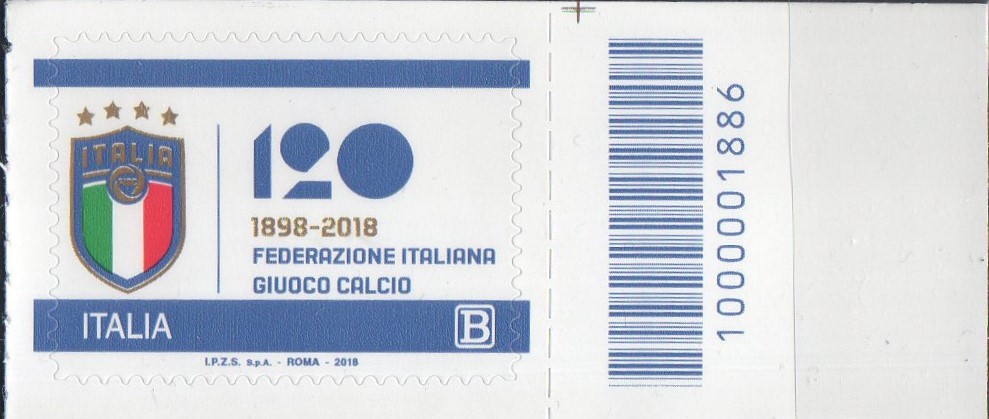 ITALIA
120
1898-2018
FEDERAZIONE ITALIANA
GIUOCO CALCIO
ITALIA
B
I.P.Z.S. S.p.A. - ROMA - 2018
1000001886